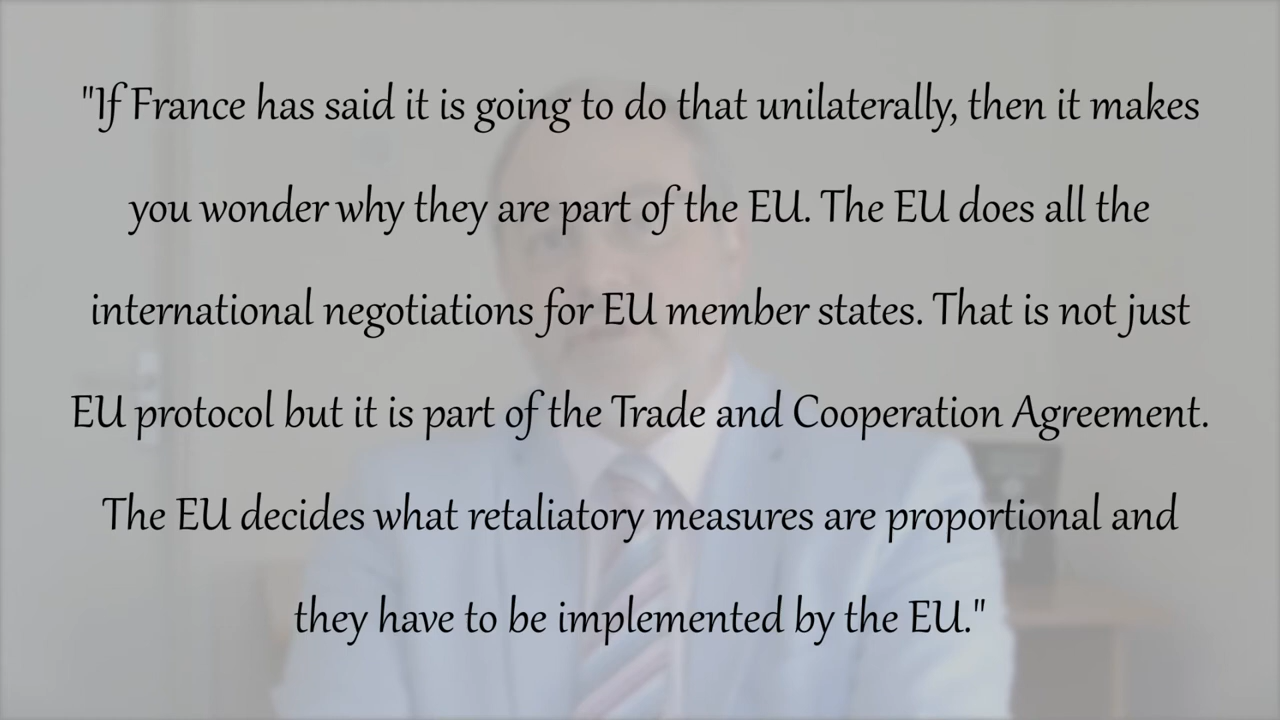 "If France has said it is going to do that unilaterally, then it makes
you wonder why they are part of the EU. The EU does all the
international negotiations for EU member states. That is not just
EU protocol but it is part of the Trade and Cooperation Agreement.
The EU decides what retaliatory measures are proportional and
they have to be implemented by the EU."